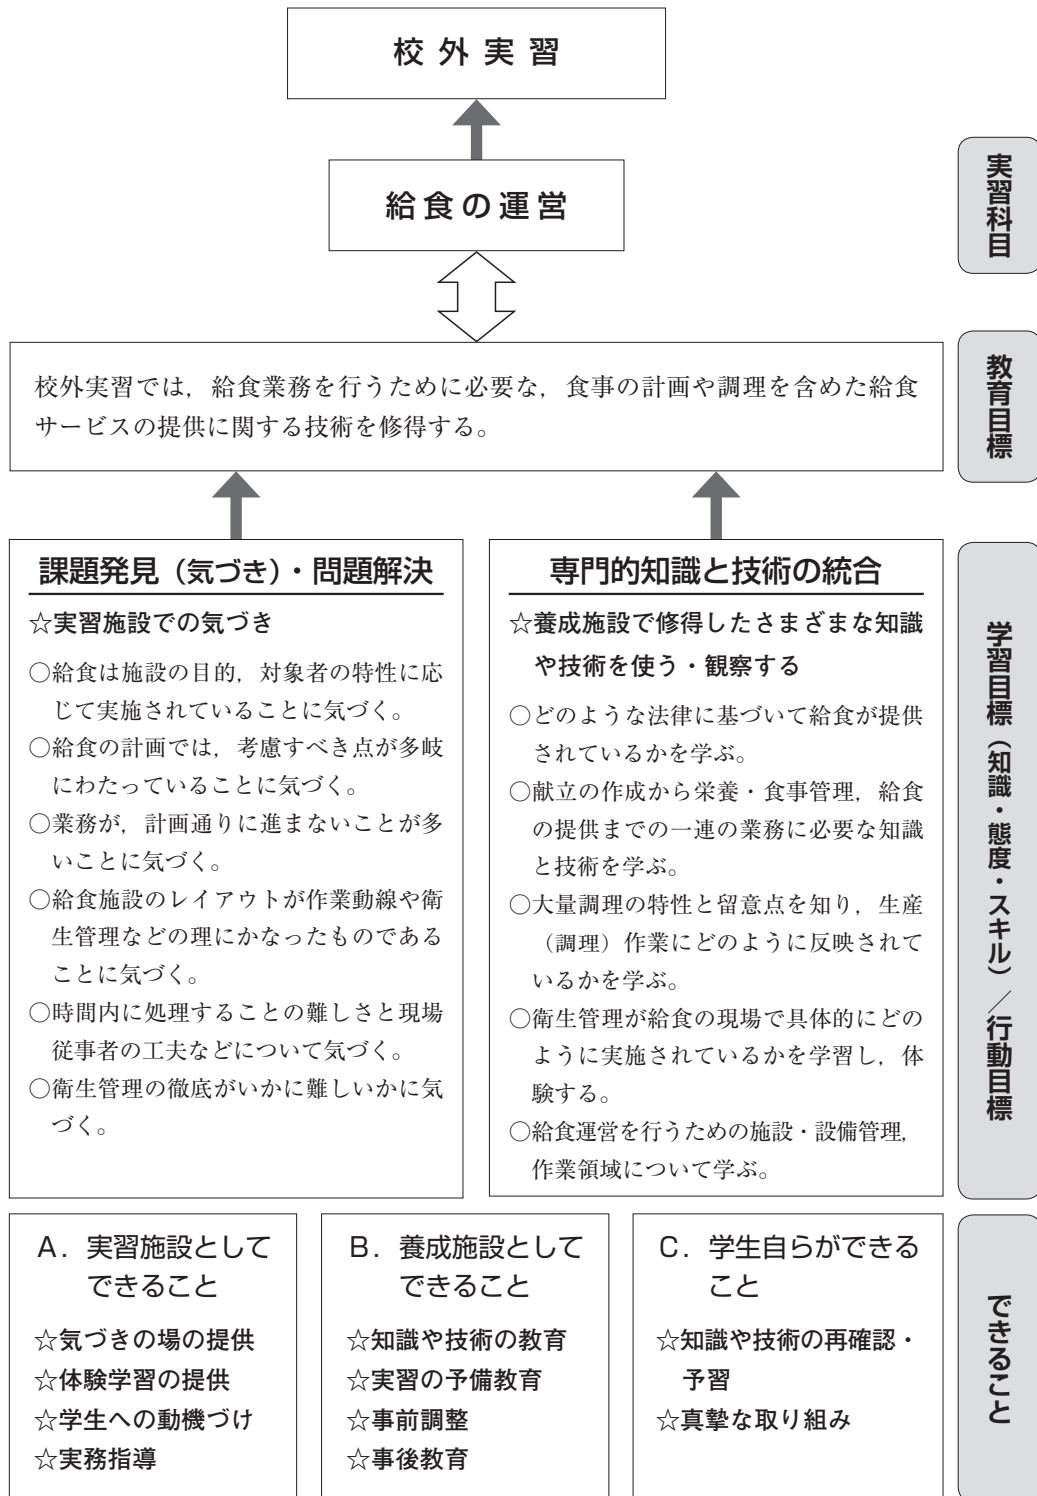 校外実習
給食の運営
実習科目
校外実習では，給食業務を行うために必要な，食事の計画や調理を含めた給食
サービスの提供に関する技術を修得する。
教育目標
課題発見（気づき）・問題解決
☆実習施設での気づき
○給食は施設の目的，対象者の特性に応
じて実施されていることに気づく。
○給食の計画では，考慮すべき点が多岐
にわたっていることに気づく。
○業務が，計画通りに進まないことが多
いことに気づく。
○給食施設のレイアウトが作業動線や衛
生管理などの理にかなったものである
ことに気づく。
○時間内に処理することの難しさと現場
従事者の工夫などについて気づく。
○衛生管理の徹底がいかに難しいかに気
づく。
専門的知識と技術の統合
☆養成施設で修得したさまざまな知識
や技術を使う・観察する
○どのような法律に基づいて給食が提供
されているかを学ぶ。
○献立の作成から栄養・食事管理，給食
の提供までの一連の業務に必要な知識
と技術を学ぶ。
○大量調理の特性と留意点を知り，生産
（調理）作業にどのように反映されて
いるかを学ぶ。
○衛生管理が給食の現場で具体的にどの
ように実施されているかを学習し，体
験する。
○給食運営を行うための施設・設備管理，
作業領域について学ぶ。
学習目標（知識・態度・スキル）／行動目標
A．実習施設として
できること
☆気づきの場の提供
☆体験学習の提供
☆学生への動機づけ
☆実務指導
B．養成施設として
できること
☆知識や技術の教育
☆実習の予備教育
☆事前調整
☆事後教育
C．学生自らができる
こと
☆知識や技術の再確認・
予習
☆真摯な取り組み
できること